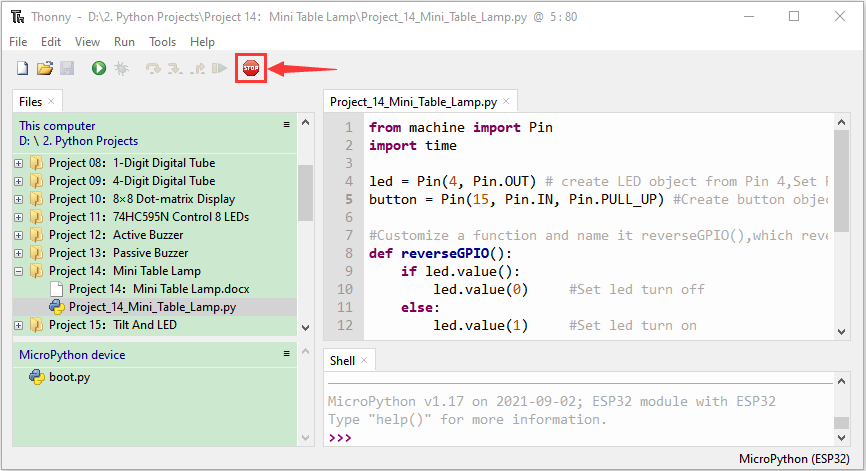 Thonny - D:\2. Python Projects\Project 14：Mini Table Lamp\Project_14_Mini_Table_Lamp.py @ 5 : 80
File Edit View Run Tools Help
STOP
Files
This computer
D: \ 2. Python Projects
Project 08：1-Digit Digital Tube
Project 09：4-Digit Digital Tube
Project 10：8×8 Dot-matrix Display
Project 11：74HC595N Control 8 LEDs
Project 12：Active Buzzer
Project 13：Passive Buzzer
Project 14：Mini Table Lamp
Project 14：Mini Table Lamp.docx
Project_14_Mini_Table_Lamp.py
Project 15：Tilt And LED
MicroPython device
boot.py
Project_14_Mini_Table_Lamp.py
1 from machine import Pin
2 import time
3
4 led = Pin(4, Pin.OUT) # create LED object from Pin 4,Set P
5 button = Pin(15, Pin.IN, Pin.PULL_UP) #Create button objec
6
7 #Customize a function and name it reverseGPIO(),which reve
8 def reverseGPIO():
9 if led.value():
10 led.value(0) #Set led turn off
11 else:
12 led.value(1) #Set led turn on
Shell
MicroPython v1.17 on 2021-09-02; ESP32 module with ESP32
Type "help()" for more information.
>>>
MicroPython (ESP32)